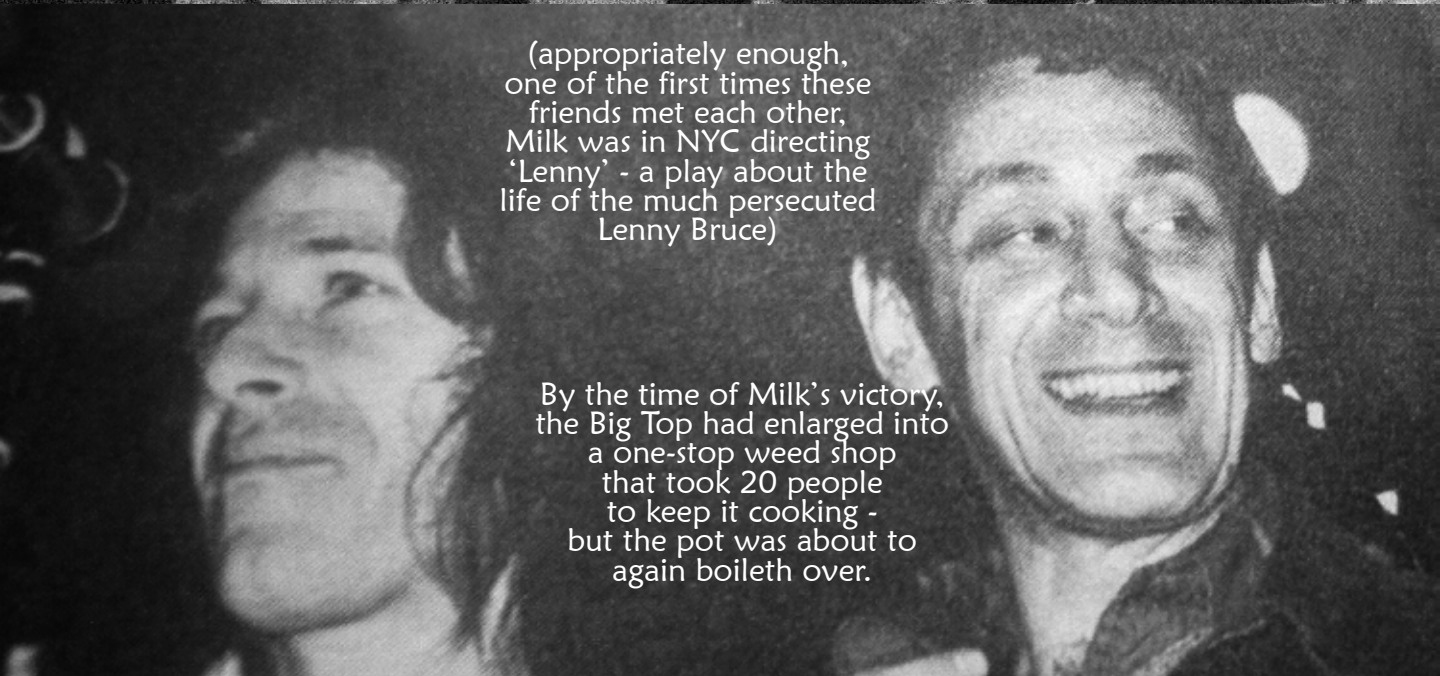 (appropriately enough,
one of the first times these
friends met each other,
Milk was in NYC directing
‘Lenny’ - a play about the
life of the much persecuted
Lenny Bruce)
By the time of Milk’s victory,
the Big Top had enlarged into
a one-stop weed shop
that took 20 people
to keep it cooking -
but the pot was about to
again boileth over.